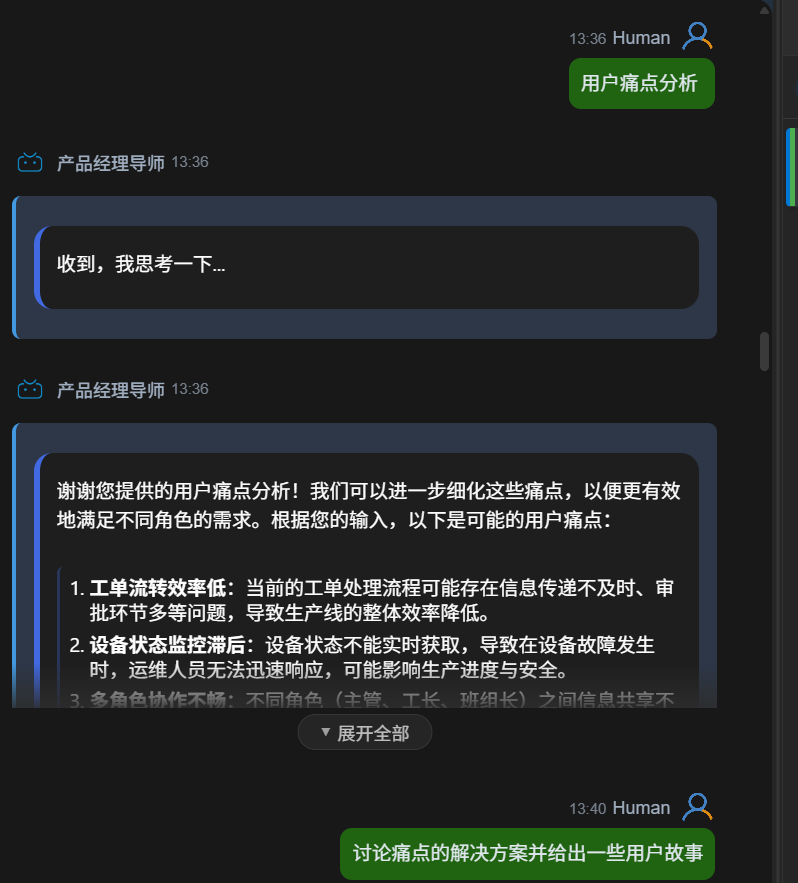 13:36 Human
用户痛点分析
产品经理导师 13:36
收到，我思考一下...
产品经理导师 13:36
谢谢您提供的用户痛点分析！我们可以进一步细化这些痛点，以便更有效
地满足不同角色的需求。根据您的输入，以下是可能的用户痛点：
1. 工单流转效率低：当前的工单处理流程可能存在信息传递不及时、审
批环节多等问题，导致生产线的整体效率降低。
2. 设备状态监控滞后：设备状态不能实时获取，导致在设备故障发生
时，运维人员无法迅速响应，可能影响生产进度与安全。
3. 多角色协作不畅：不同角色（主管、工长、班组长）之间信息共享不
▼ 展开全部
13:40 Human
讨论痛点的解决方案并给出一些用户故事